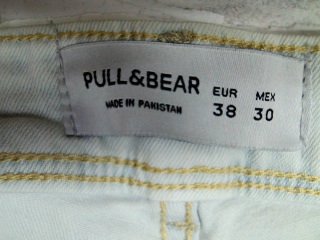 PULL&BEAR
MADE IN PAKISTAN
EUR MEX
38 30